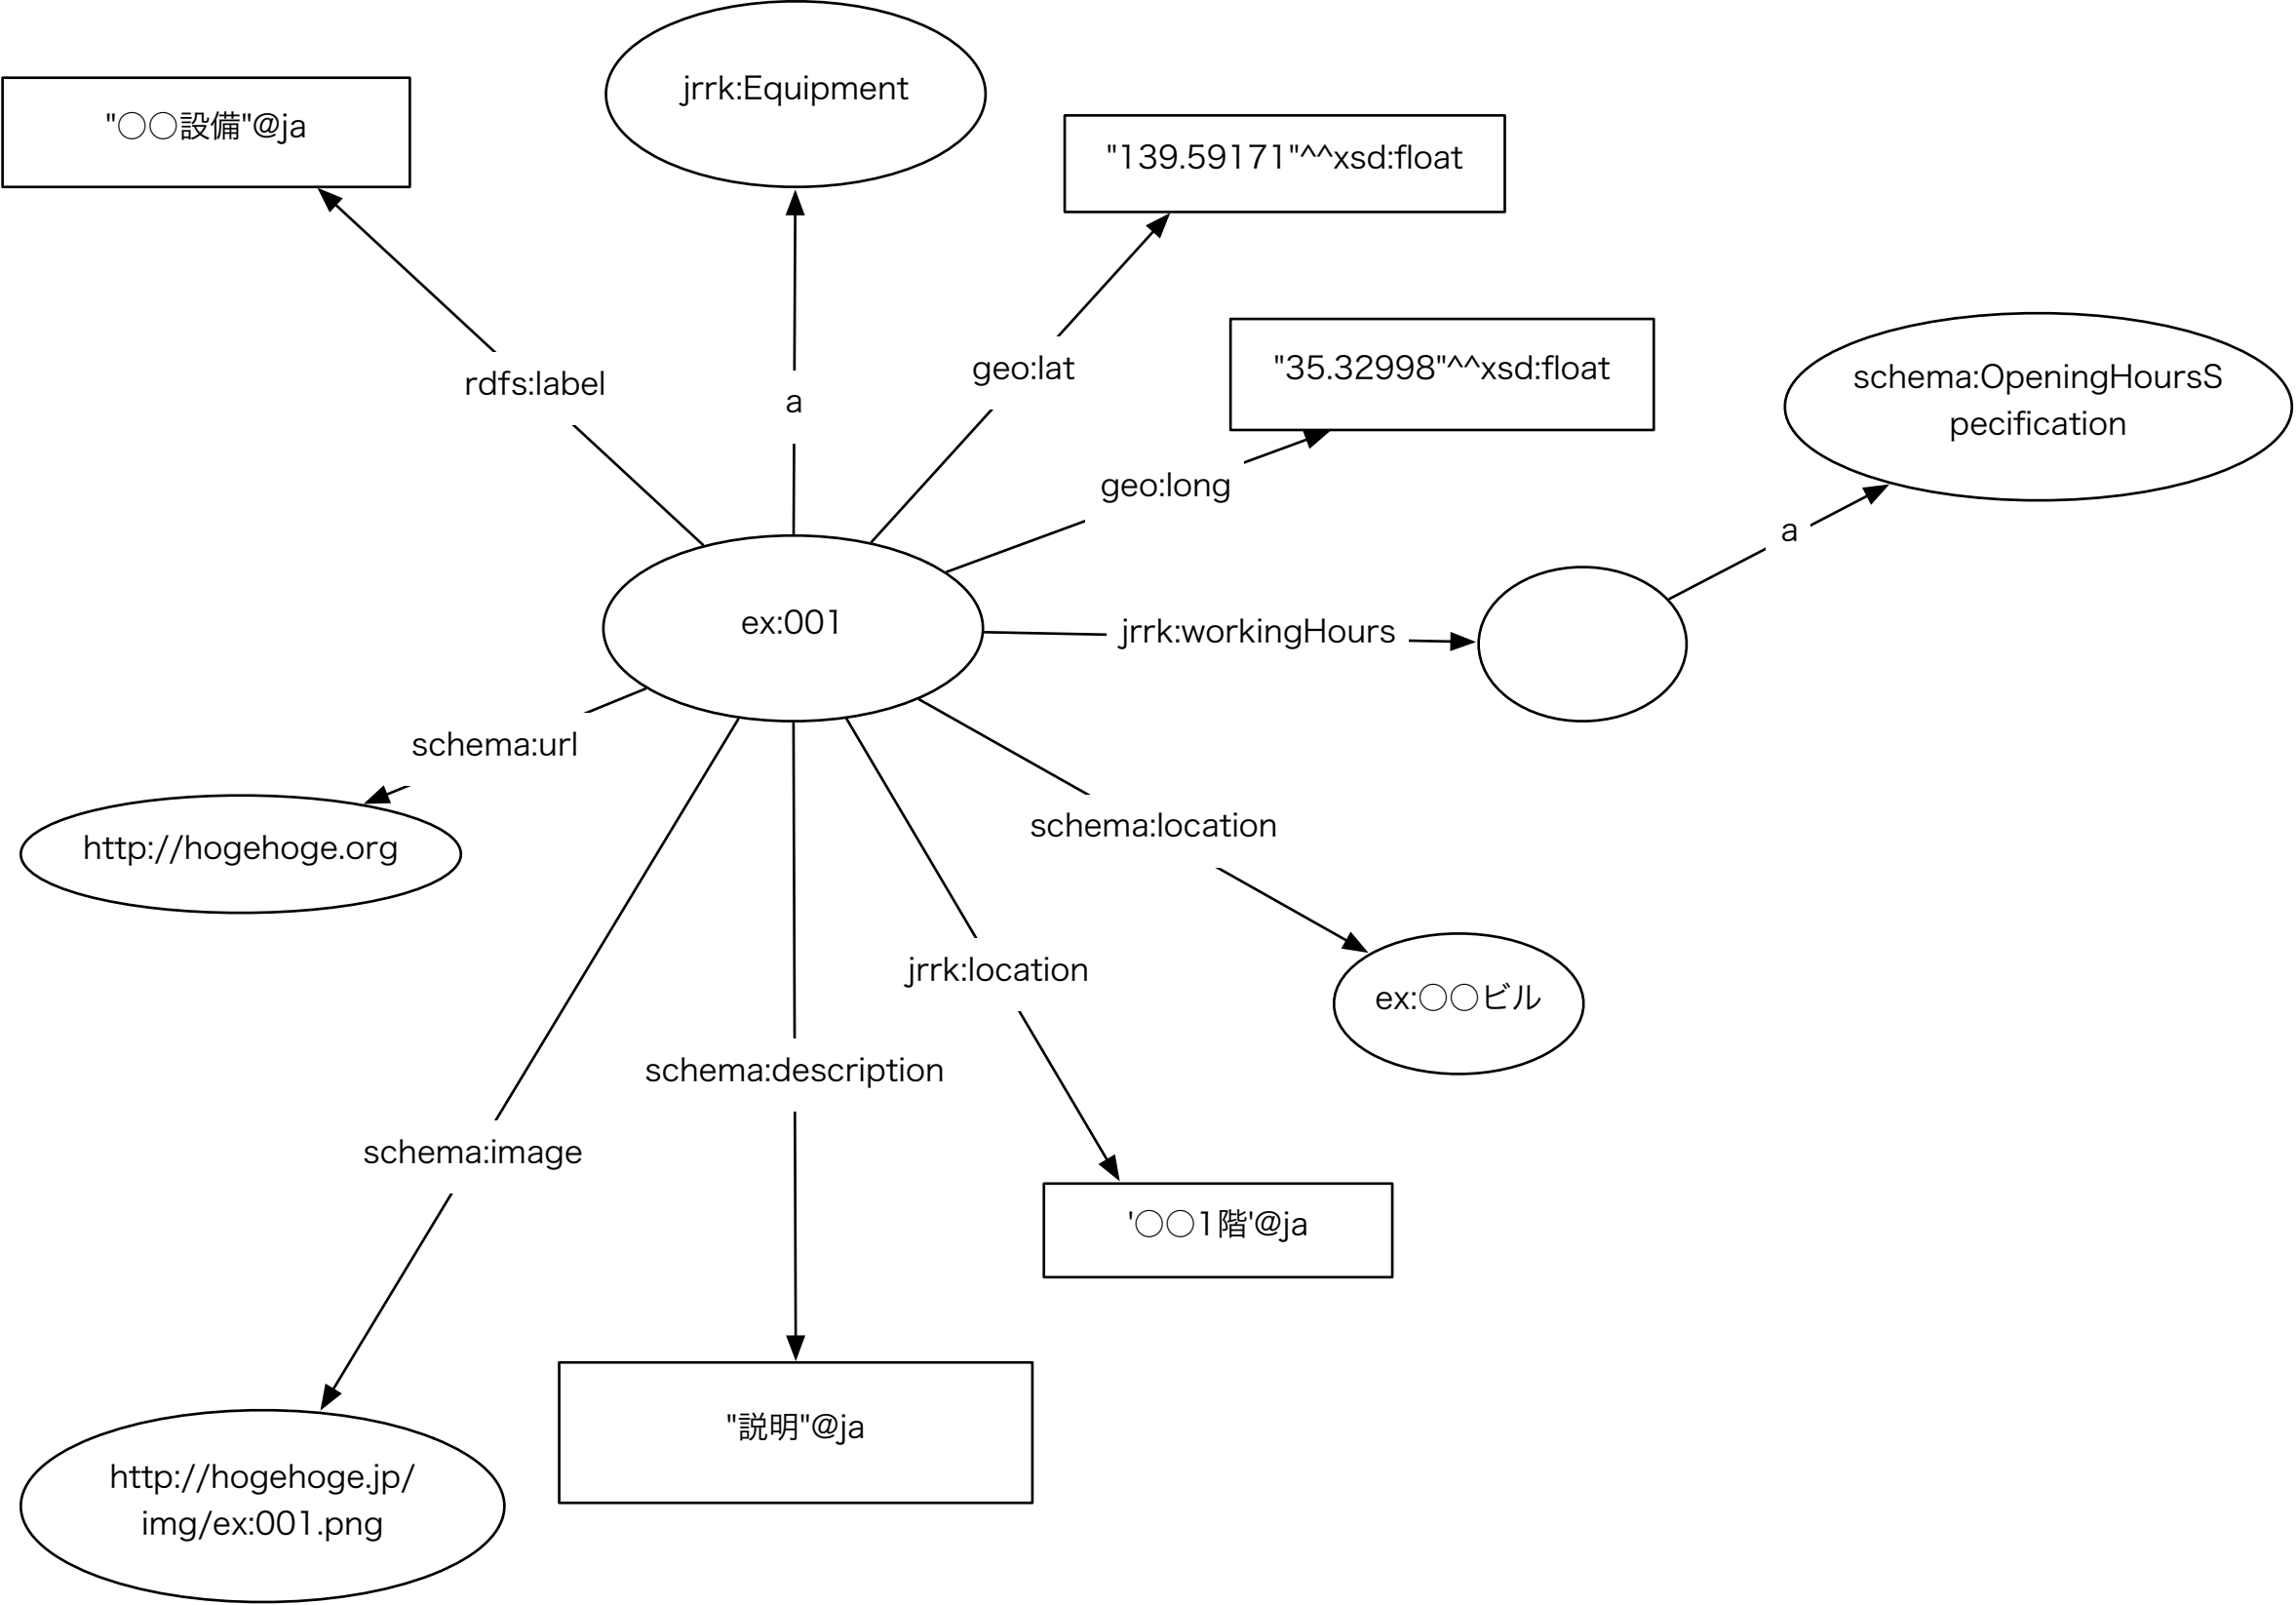 jrrk:Equipment
"○○設備"@ja
"139.59171"^^xsd:float
rdfs:label
a
geo:lat
"35.32998"^^xsd:float
schema:OpeningHoursS
pecification
geo:long
a
ex:001
jrrk:workingHours
schema:url
http://hogehoge.org
schema:location
jrrk:location
ex:○○ビル
schema:description
schema:image
'○○1階'@ja
"説明"@ja
http://hogehoge.jp/
img/ex:001.png